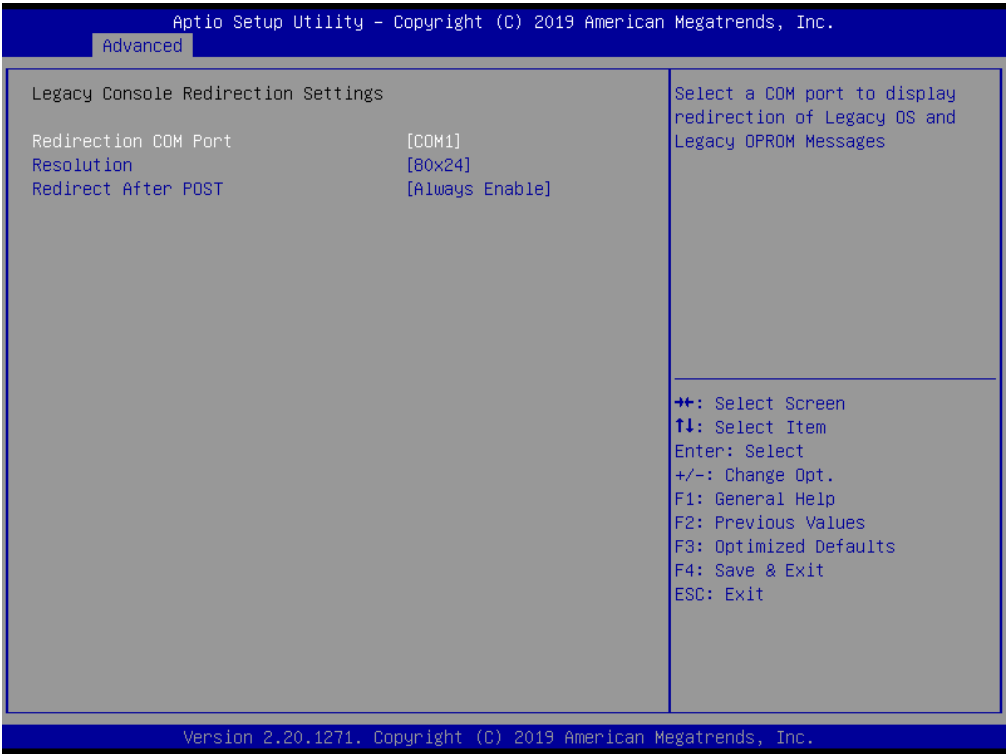 Aptio Setup Utility – Copyright (C) 2019 American Megatrends, Inc.
Advanced
Legacy Console Redirection Settings
Redirection COM Port [COM1]
Resolution [80x24]
Redirect After POST [Always Enable]
Select a COM port to display
redirection of Legacy OS and
Legacy OPROM Messages
→←: Select Screen
↑↓: Select Item
Enter: Select
+/-: Change Opt.
F1: General Help
F2: Previous Values
F3: Optimized Defaults
F4: Save & Exit
ESC: Exit
Version 2.20.1271. Copyright (C) 2019 American Megatrends, Inc.